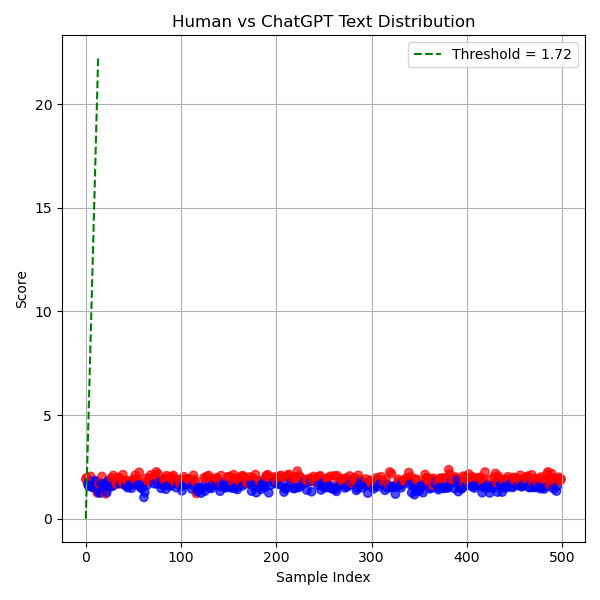 Human vs ChatGPT Text Distribution
Threshold = 1.72
Score
20
15
10
5
0
0 100 200 300 400 500
Sample Index